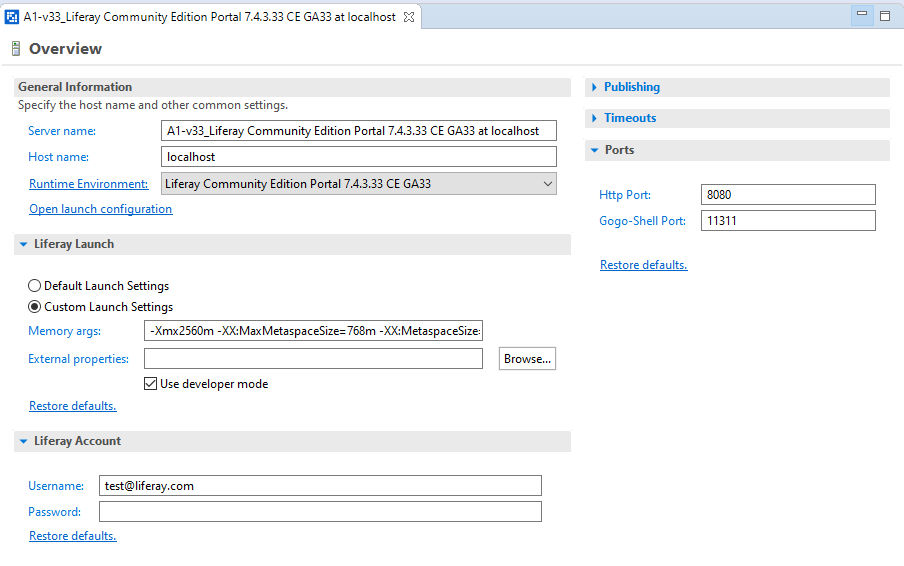 A1-v33_Liferay Community Edition Portal 7.4.3.33 CE GA33 at localhost
Overview
General Information
Specify the host name and other common settings.
Server name: A1-v33_Liferay Community Edition Portal 7.4.3.33 CE GA33 at localhost
Host name: localhost
Runtime Environment: Liferay Community Edition Portal 7.4.3.33 CE GA33
Open launch configuration
Liferay Launch
Default Launch Settings
Custom Launch Settings
Memory args: -Xmx2560m -XX:MaxMetaspaceSize=768m -XX:MetaspaceSize=
External properties: Browse...
Use developer mode
Restore defaults.
Liferay Account
Username: test@liferay.com
Password:
Restore defaults.
Publishing
Timeouts
Ports
Http Port: 8080
Gogo-Shell Port: 11311
Restore defaults.